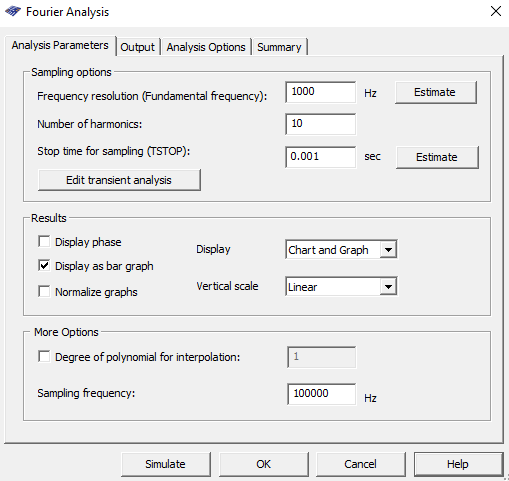 Fourier Analysis
Analysis Parameters Output Analysis Options Summary
Sampling options
Frequency resolution (Fundamental frequency): 1000 Hz Estimate
Number of harmonics: 10
Stop time for sampling (TSTOP): 0.001 sec Estimate
Edit transient analysis
Results
Display phase
Display as bar graph
Normalize graphs
Display Chart and Graph
Vertical scale Linear
More Options
Degree of polynomial for interpolation: 1
Sampling frequency: 100000 Hz
Simulate OK Cancel Help